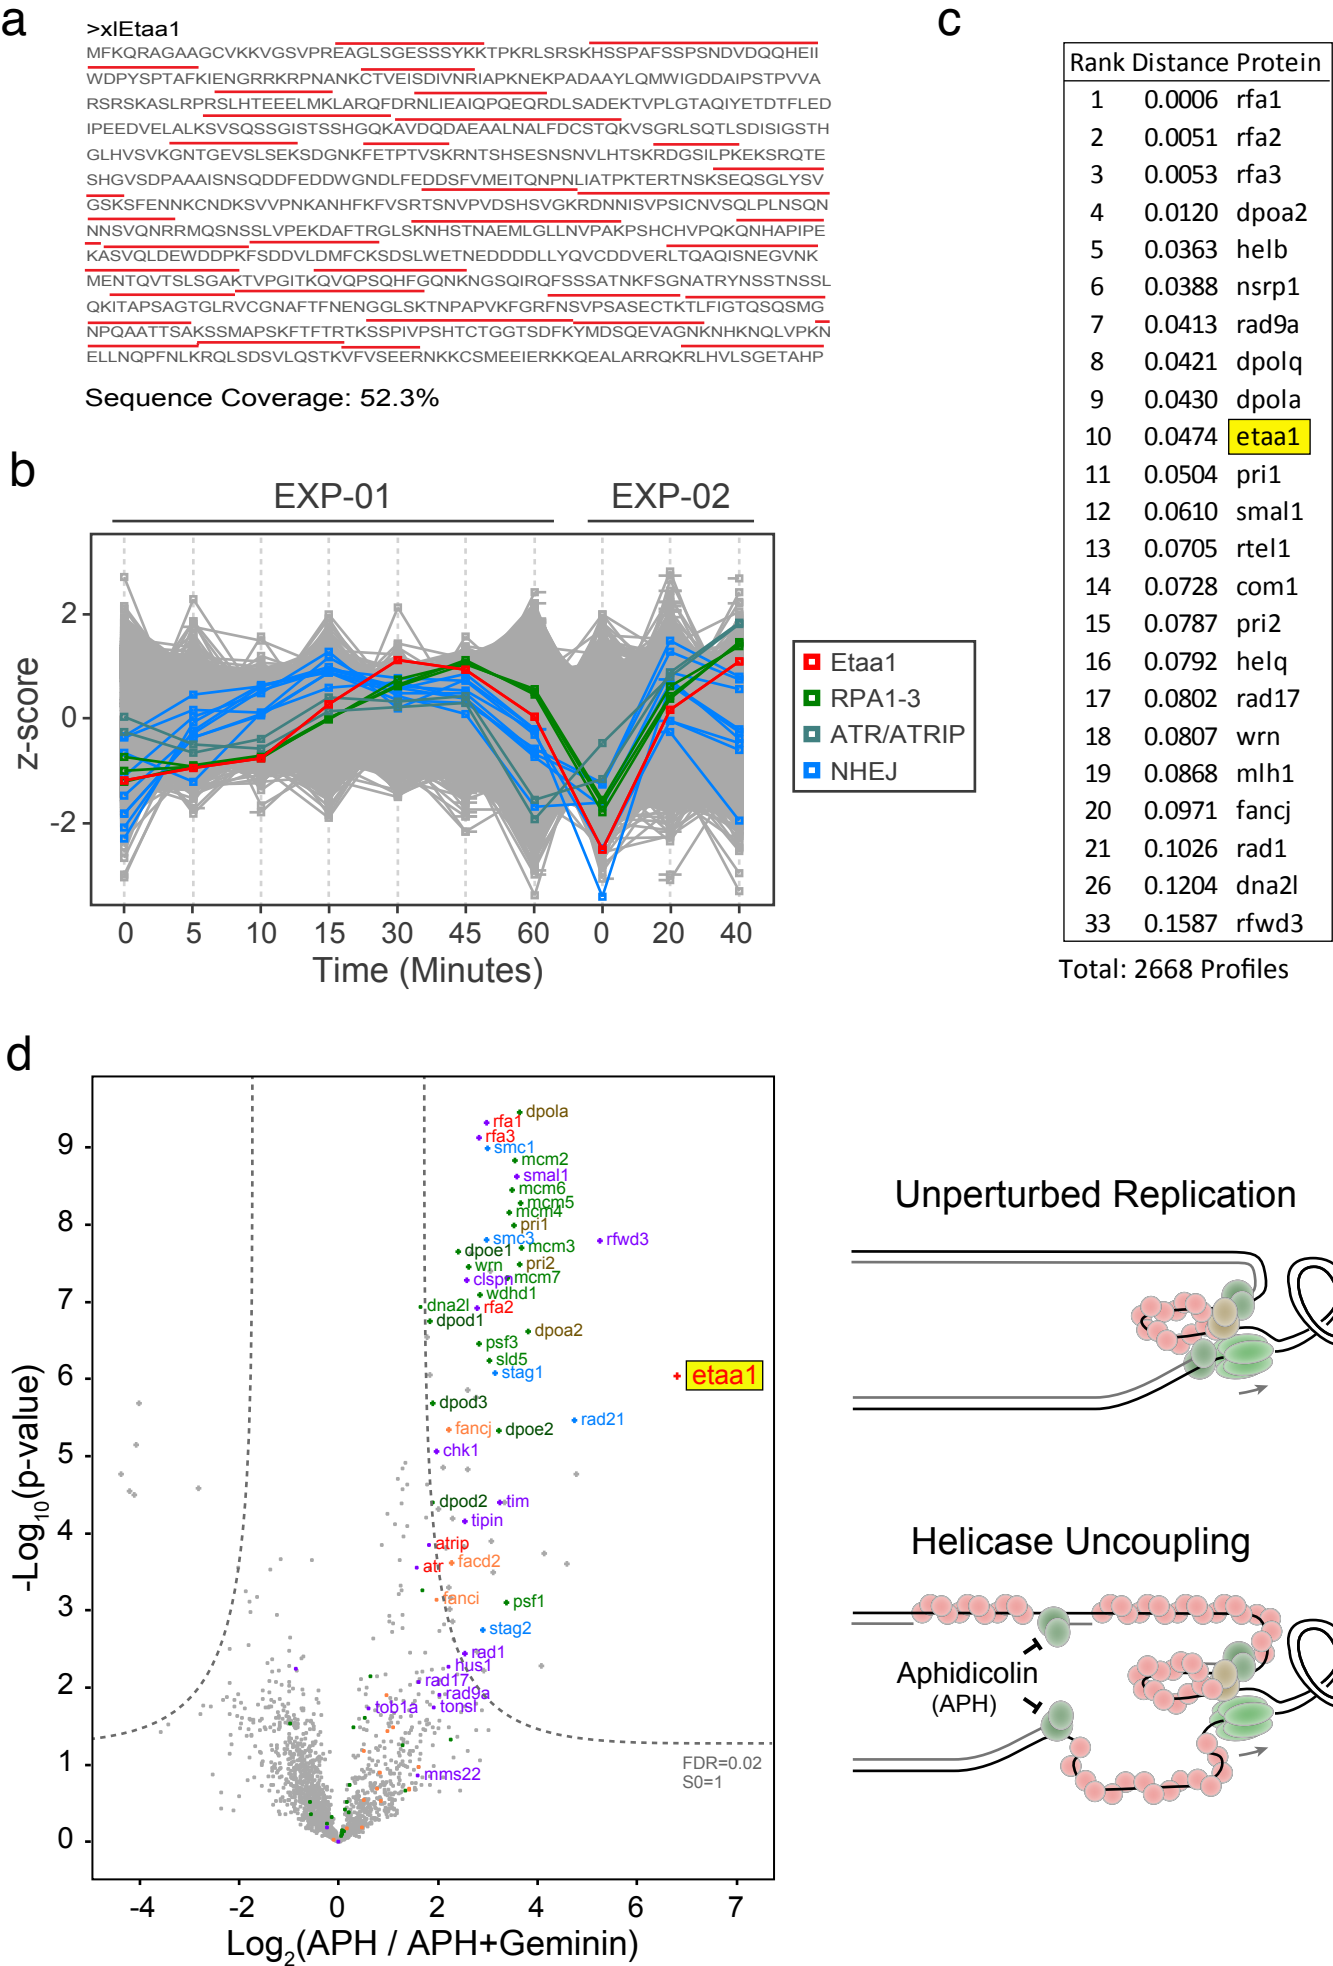 a
>xlEtaa1
MFKQRAGAAGCVKKVGSVPREAGLSGESSSYKKTPKRLSRSKHSSPAFSSPSNDVDQQHEII
WDPYSPTAFKIENGRRKRPNANKCTVEISDIVNRIAPKNEKPADAAYLQMWIGDDAIPSTPVVA
RSRSKASLRPRSLHTEEELMKLARQFDRNLIEAIQPQEQRDLSADEKTVPLGTAQIYETDTFLED
IPEEDVELALKSVSQSSGISTSSHGQKAVDQDAEAALNALFDCSTQKVSGRLSQTLSDISIGSTH
GLHVSVKGNTGEVSLSEKSDGNKFETPTVSKRNTSHSESNSNVLHTSKRDGSILPKEKSRQTE
SHGVSDPAAAISNSQDDFEDDWGNDLFEDDSFVMEITQNPNLIATPKTERTNSKSEQSGLYSV
GSKSFENNKCNDKSVVPNKANHFKFVSRTSNVPVDSHSVGKRDNNISVPSICNVSQLPLNSQN
NNSVQNRRMQSNSSLVPEKDAFTRGLSKNHSTNAEMLGLLNVPAKPSHCHVPQKQNHAPIPE
KASVQLDEWDDPKFSDDVLDMFCKSDSLWETNEDDDDLLYQVCDDVERLTQAQISNEGVNK
MENTQVTSLSGAKTVPGITKQVQPSQHFGQNKNGSQIRQFSSSATNKFSGNATRYNSSTNSSL
QKITAPSAGTGLRVCGNAFTFNENGGLSKTNPAPVKFGRFNSVPSASECTKTLFIGTQSQSMG
NPQAATTSAKSSMAPSKFTFTRTKSSPIVPSHTCTGGTSDFKYMDSQEVAGNKNHKNQLVPKN
ELLNQPFNLKRQLSDSVLQSTKVFVSEERNKKCSMEEIERKKQEALARRQKRLHVLSGETAHP
Sequence Coverage: 52.3%
b
EXP-01 EXP-02
z-score
2
0
-2
0 5 10 15 30 45 60 0 20 40
Time (Minutes)
Etaa1
RPA1-3
ATR/ATRIP
NHEJ
c
Rank Distance Protein
1 0.0006 rfa1
2 0.0051 rfa2
3 0.0053 rfa3
4 0.0120 dpoa2
5 0.0363 helb
6 0.0388 nsrp1
7 0.0413 rad9a
8 0.0421 dpolq
9 0.0430 dpola
10 0.0474 etaa1
11 0.0504 pri1
12 0.0610 smal1
13 0.0705 rtel1
14 0.0728 com1
15 0.0787 pri2
16 0.0792 helq
17 0.0802 rad17
18 0.0807 wrn
19 0.0868 mlh1
20 0.0971 fancj
21 0.1026 rad1
26 0.1204 dna2l
33 0.1587 rfwd3
Total: 2668 Profiles
d
-Log10(p-value)
9
8
7
6
5
4
3
2
1
0
dpola
rfa1
rfa3
smc1
mcm2
smal1
mcm6
mcm5
mcm4
pri1
smc3
rfwd3
mcm3
dpoe1
pri2
wrn
mcm7
clspn
wdhd1
dna2l
rfa2
dpod1
dpoa2
psf3
sld5
stag1
etaa1
dpod3
rad21
fancj
dpoe2
chk1
dpod2
tim
tipin
atrip
facd2
atr
fanci
psf1
stag2
rad1
hus1
rad17
rad9a
tob1a
tonsl
mms22
FDR=0.02
S0=1
-4 -2 0 2 4 6 7
Log2(APH / APH+Geminin)
Unperturbed Replication
Helicase Uncoupling
Aphidicolin
(APH)